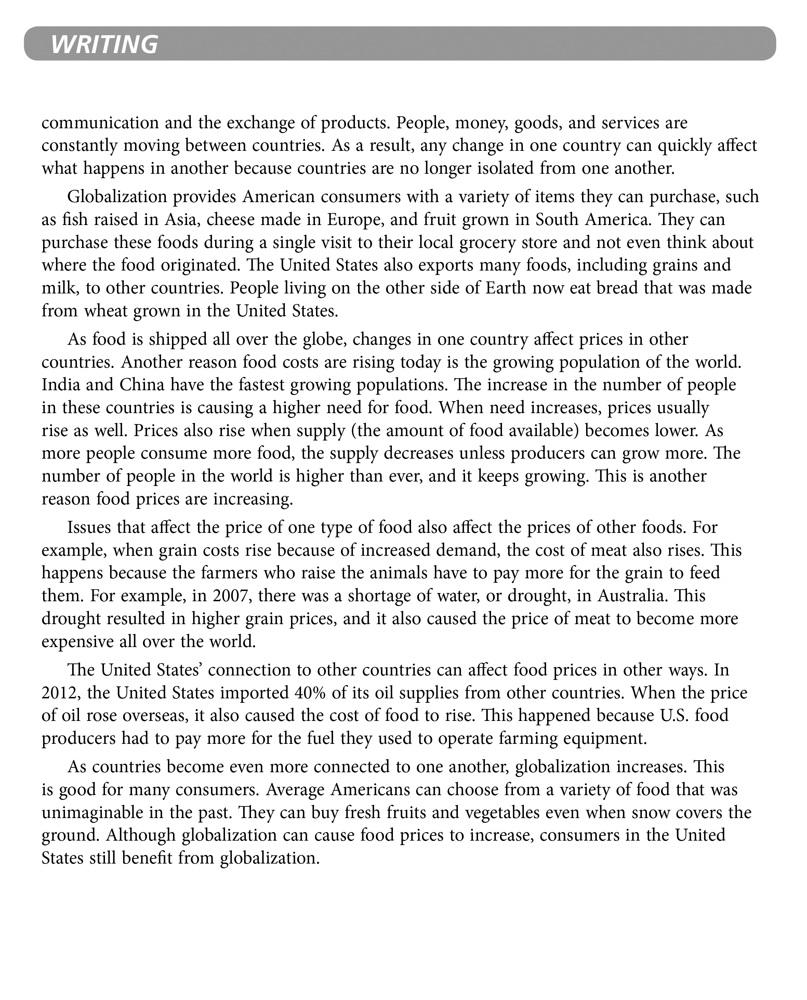 WRITING
communication and the exchange of products. People, money, goods, and services are
constantly moving between countries. As a result, any change in one country can quickly affect
what happens in another because countries are no longer isolated from one another.
Globalization provides American consumers with a variety of items they can purchase, such
as fish raised in Asia, cheese made in Europe, and fruit grown in South America. They can
purchase these foods during a single visit to their local grocery store and not even think about
where the food originated. The United States also exports many foods, including grains and
milk, to other countries. People living on the other side of Earth now eat bread that was made
from wheat grown in the United States.
As food is shipped all over the globe, changes in one country affect prices in other
countries. Another reason food costs are rising today is the growing population of the world.
India and China have the fastest growing populations. The increase in the number of people
in these countries is causing a higher need for food. When need increases, prices usually
rise as well. Prices also rise when supply (the amount of food available) becomes lower. As
more people consume more food, the supply decreases unless producers can grow more. The
number of people in the world is higher than ever, and it keeps growing. This is another
reason food prices are increasing.
Issues that affect the price of one type of food also affect the prices of other foods. For
example, when grain costs rise because of increased demand, the cost of meat also rises. This
happens because the farmers who raise the animals have to pay more for the grain to feed
them. For example, in 2007, there was a shortage of water, or drought, in Australia. This
drought resulted in higher grain prices, and it also caused the price of meat to become more
expensive all over the world.
The United States’ connection to other countries can affect food prices in other ways. In
2012, the United States imported 40% of its oil supplies from other countries. When the price
of oil rose overseas, it also caused the cost of food to rise. This happened because U.S. food
producers had to pay more for the fuel they used to operate farming equipment.
As countries become even more connected to one another, globalization increases. This
is good for many consumers. Average Americans can choose from a variety of food that was
unimaginable in the past. They can buy fresh fruits and vegetables even when snow covers the
ground. Although globalization can cause food prices to increase, consumers in the United
States still benefit from globalization.